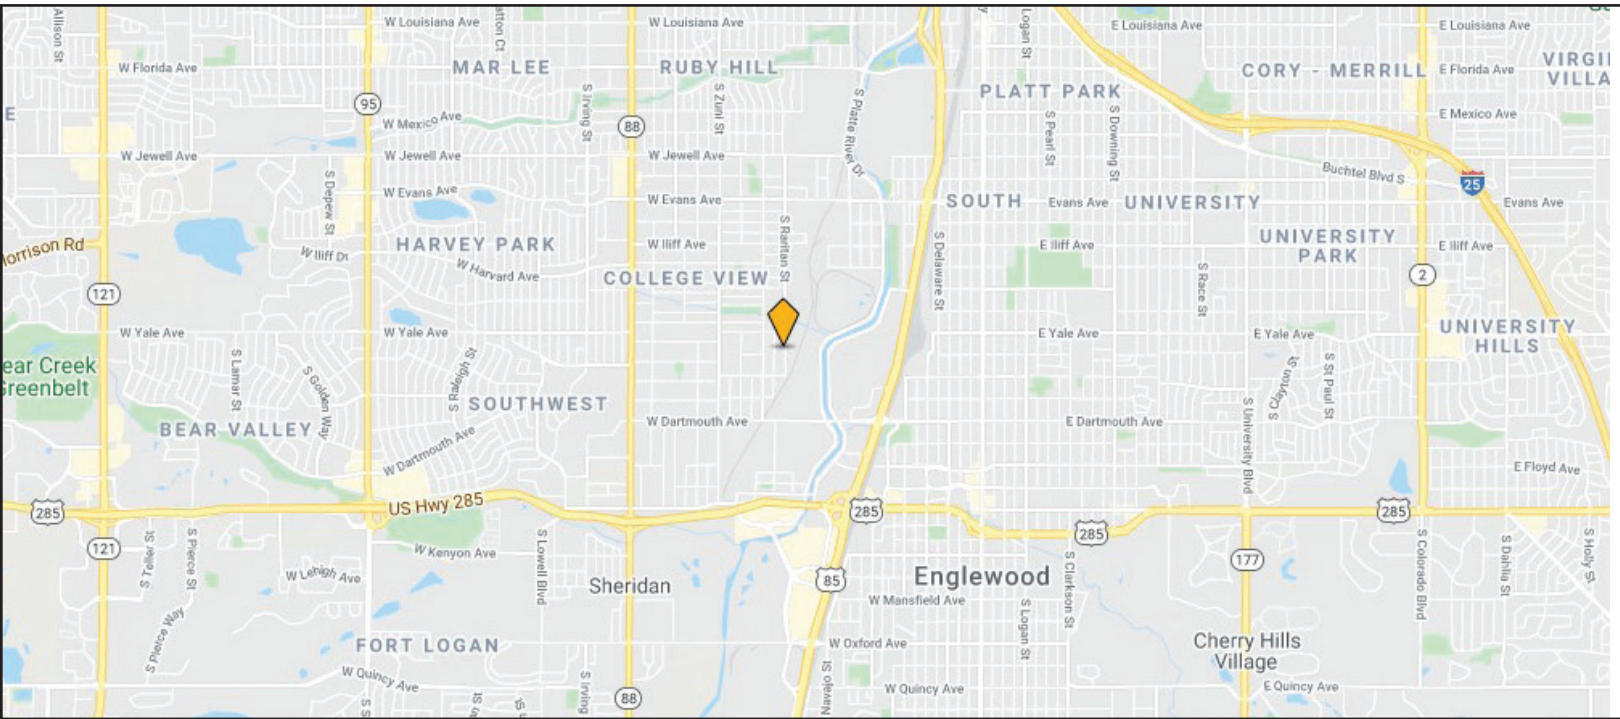 Allison St
W Louisiana Ave
W Louisiana Ave
Logan St
E Louisiana Ave
E Louisiana Ave
W Florida Ave
MAR LEE
RUBY HILL
CORY - MERRILL
E Florida Ave
PLATT PARK
95
S Irving St
S Zuni St
S Platte River Dr
E Mexico Ave
W Mexico Ave
88
S Pearl St
S Downing St
W Jewell Ave
W Jewell Ave
W Jewell Ave
Buchtel Blvd S
25
S Depew St
W Evans Ave
W Evans Ave
SOUTH
Evans Ave
UNIVERSITY
Evans Ave
S Raritan St
HARVEY PARK
W Iliff Ave
S Delaware St
E Iliff Ave
UNIVERSITY
PARK
E Iliff Ave
W Iliff Dr
W Harvard Ave
COLLEGE VIEW
S Race St
2
121
W Yale Ave
W Yale Ave
E Yale Ave
E Yale Ave
UNIVERSITY
HILLS
S Lamar St
S Golden Way
S Raleigh St
S Clayton St
S St Paul St
SOUTHWEST
BEAR VALLEY
W Dartmouth Ave
W Dartmouth Ave
E Dartmouth Ave
S University Blvd
E Floyd Ave
285
US Hwy 285
285
285
285
121
S Teller St
S Pierce St
W Kenyon Ave
S Lowell Blvd
85
Englewood
S Clarkson St
177
S Colorado Blvd
S Dahlia St
S Holly St
W Lehigh Ave
Sheridan
W Mansfield Ave
S Logan St
S Pierce Way
FORT LOGAN
W Oxford Ave
Cherry Hills
Village
W Quincy Ave
S Irving
88
S Navajo St
W Quincy Ave
E Quincy Ave